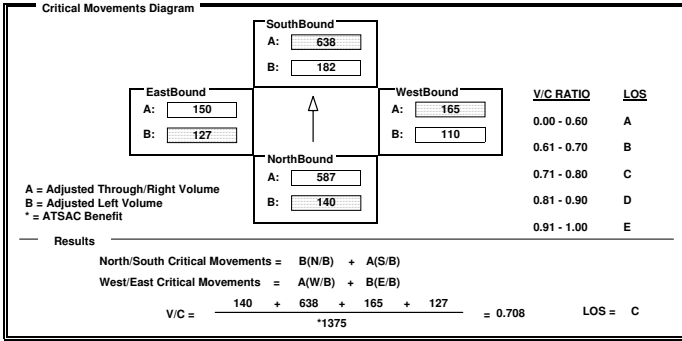 Critical Movements Diagram
SouthBound
A: 638
B: 182
EastBound
A: 150
B: 127
WestBound
A: 165
B: 110
NorthBound
A: 587
B: 140
V/C RATIO LOS
0.00 - 0.60 A
0.61 - 0.70 B
0.71 - 0.80 C
0.81 - 0.90 D
0.91 - 1.00 E
A = Adjusted Through/Right Volume
B = Adjusted Left Volume
* = ATSAC Benefit
Results
North/South Critical Movements = B(N/B) + A(S/B)
West/East Critical Movements = A(W/B) + B(E/B)
140 + 638 + 165 + 127
V/C = = 0.708 LOS = C
*1375